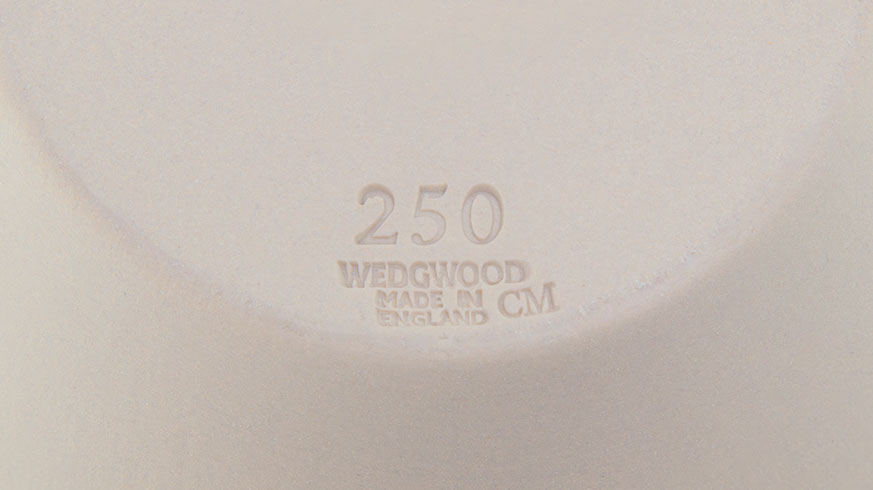 250
WEDGWOOD
MADE IN
ENGLAND CM